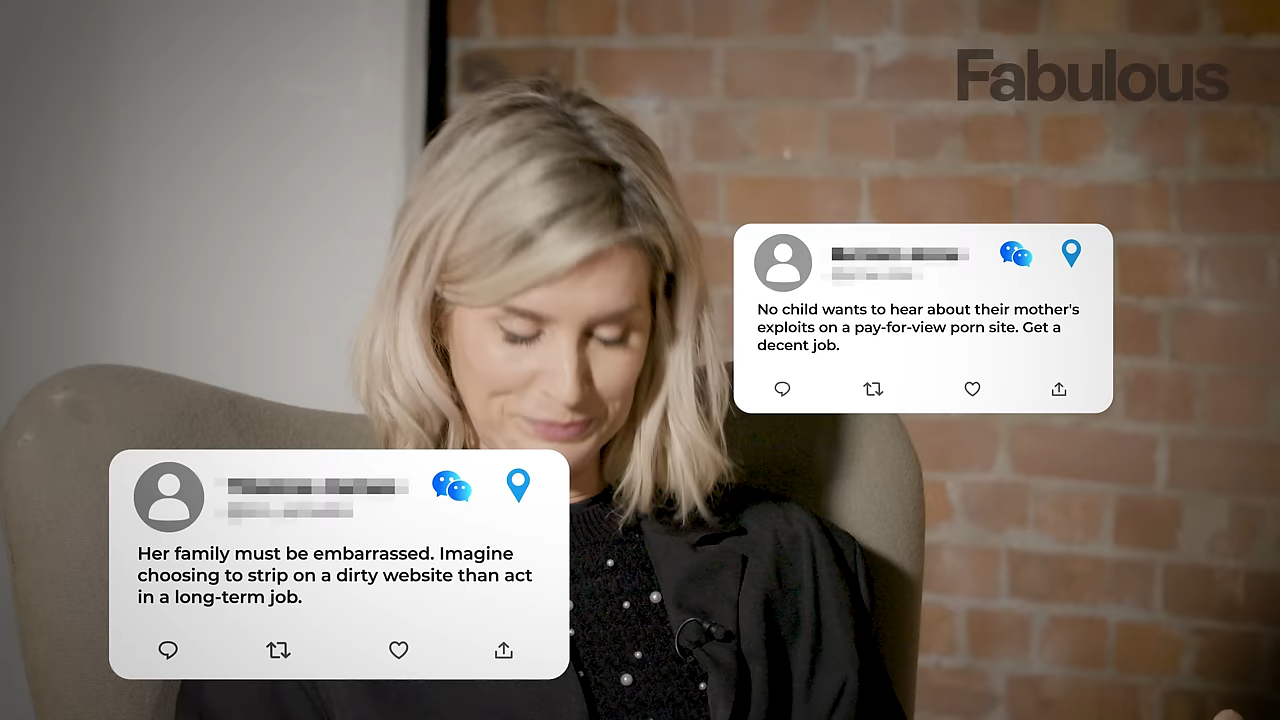 Fabulous
No child wants to hear about their mother's
exploits on a pay-for-view porn site. Get a
decent job.
Her family must be embarrassed. Imagine
choosing to strip on a dirty website than act
in a long-term job.